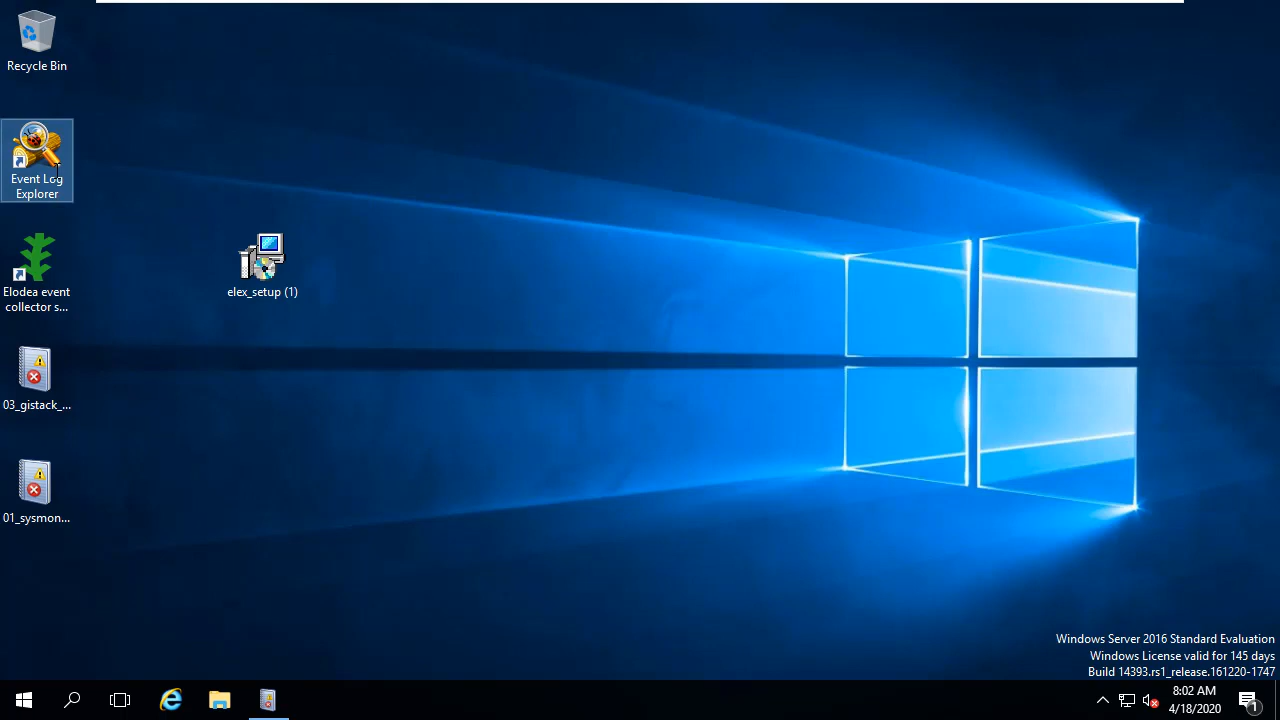 Recycle Bin
Event Log
Explorer
Elodea event
collector s...
elex_setup (1)
03_gistack_...
01_sysmon...
Windows Server 2016 Standard Evaluation
Windows License valid for 145 days
Build 14393.rs1_release.161220-1747
8:02 AM
4/18/2020
1